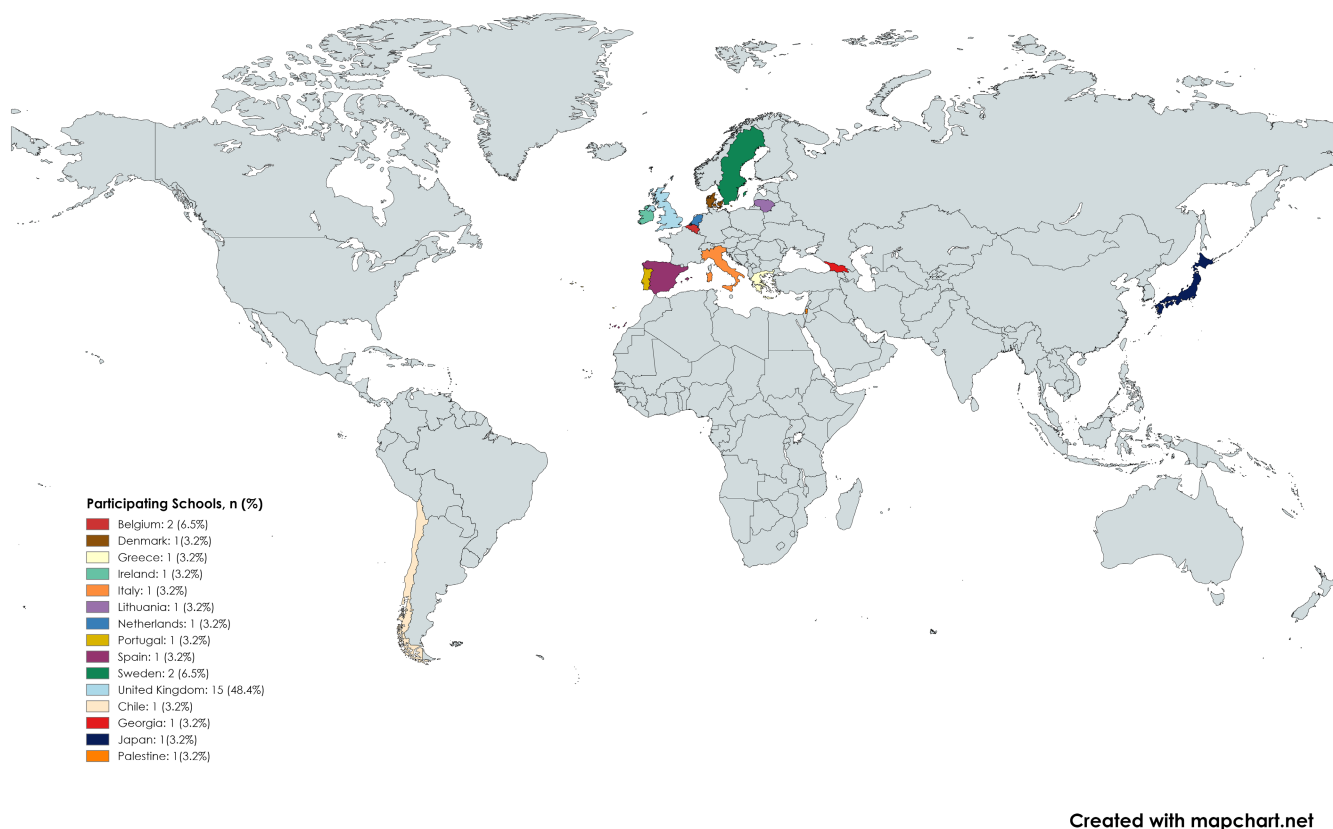 Participating Schools, n (%)
Belgium: 2 (6.5%)
Denmark: 1(3.2%)
Greece: 1 (3.2%)
Ireland: 1 (3.2%)
Italy: 1 (3.2%)
Lithuania: 1 (3.2%)
Netherlands: 1 (3.2%)
Portugal: 1 (3.2%)
Spain: 1 (3.2%)
Sweden: 2 (6.5%)
United Kingdom: 15 (48.4%)
Chile: 1 (3.2%)
Georgia: 1 (3.2%)
Japan: 1(3.2%)
Palestine: 1(3.2%)
Created with mapchart.net